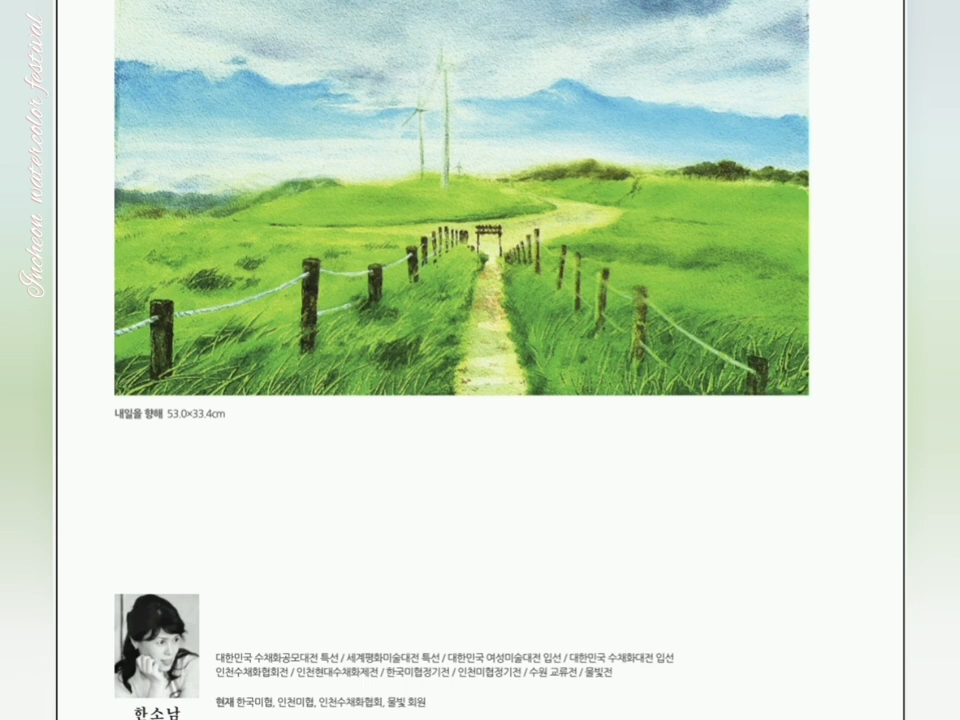 Incheon watercolor festival
내일을 향해 53.0×33.4cm
대한민국 수채화공모대전 특선 / 세계평화미술대전 특선 / 대한민국 여성미술대전 입선 / 대한민국 수채화대전 입선
인천수채화협회전 / 인천현대수채화제전 / 한국미협정기전 / 인천미협정기전 / 수원 교류전 / 물빛전
현재 한국미협, 인천미협, 인천수채화협회, 물빛 회원
한소남